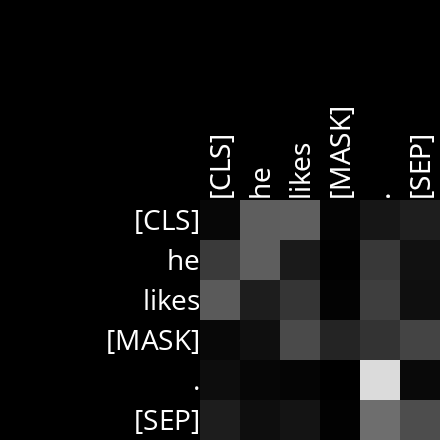 [CLS] he likes [MASK] . [SEP]
[CLS]
he
likes
[MASK]
.
[SEP]